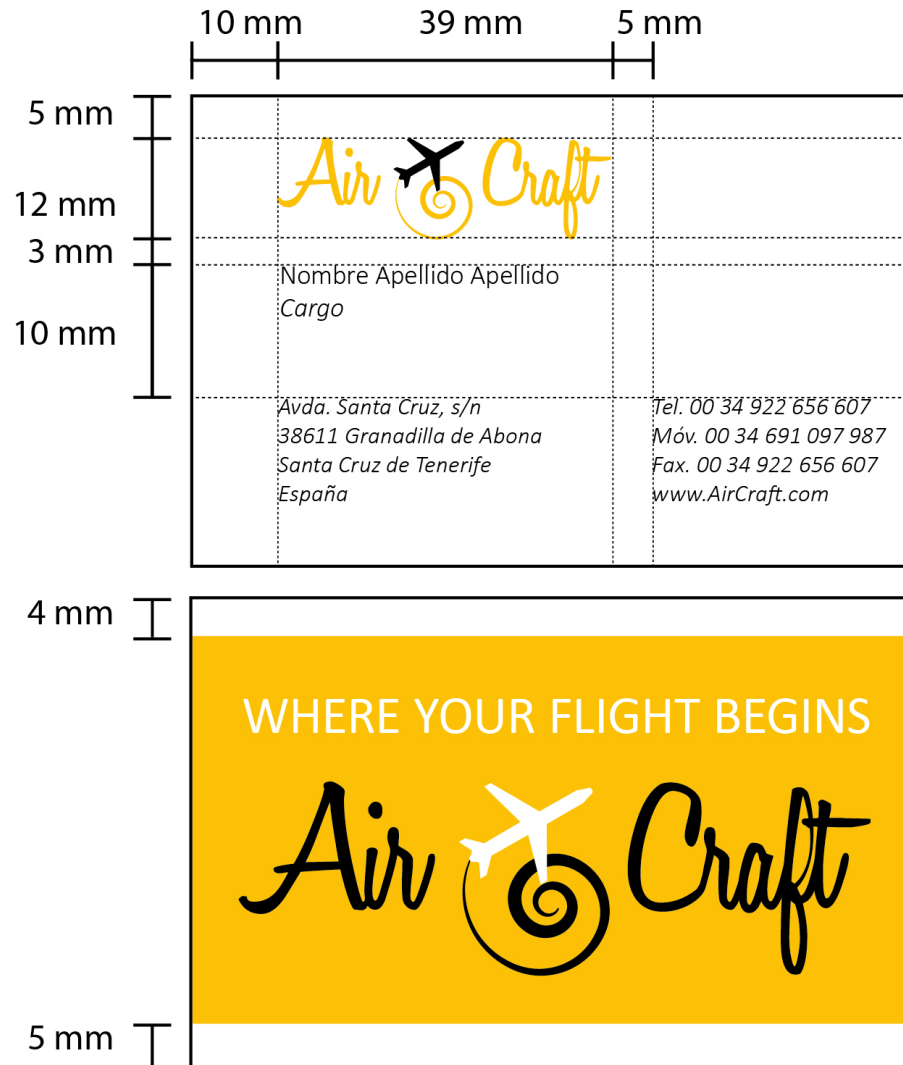 10 mm 39 mm 5 mm
5 mm
12 mm
3 mm
10 mm
Air Craft
Nombre Apellido Apellido
Cargo
Avda. Santa Cruz, s/n
38611 Granadilla de Abona
Santa Cruz de Tenerife
España
Tel. 00 34 922 656 607
Móv. 00 34 691 097 987
Fax. 00 34 922 656 607
www.AirCraft.com
4 mm
WHERE YOUR FLIGHT BEGINS
Air Craft
5 mm